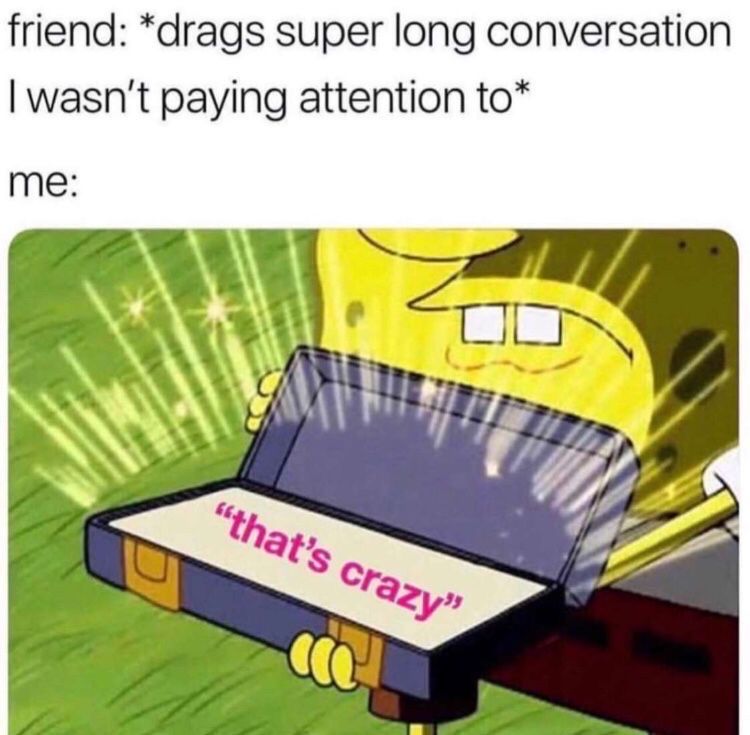 friend: *drags super long conversation
I wasn't paying attention to*
me:
“that's crazy”